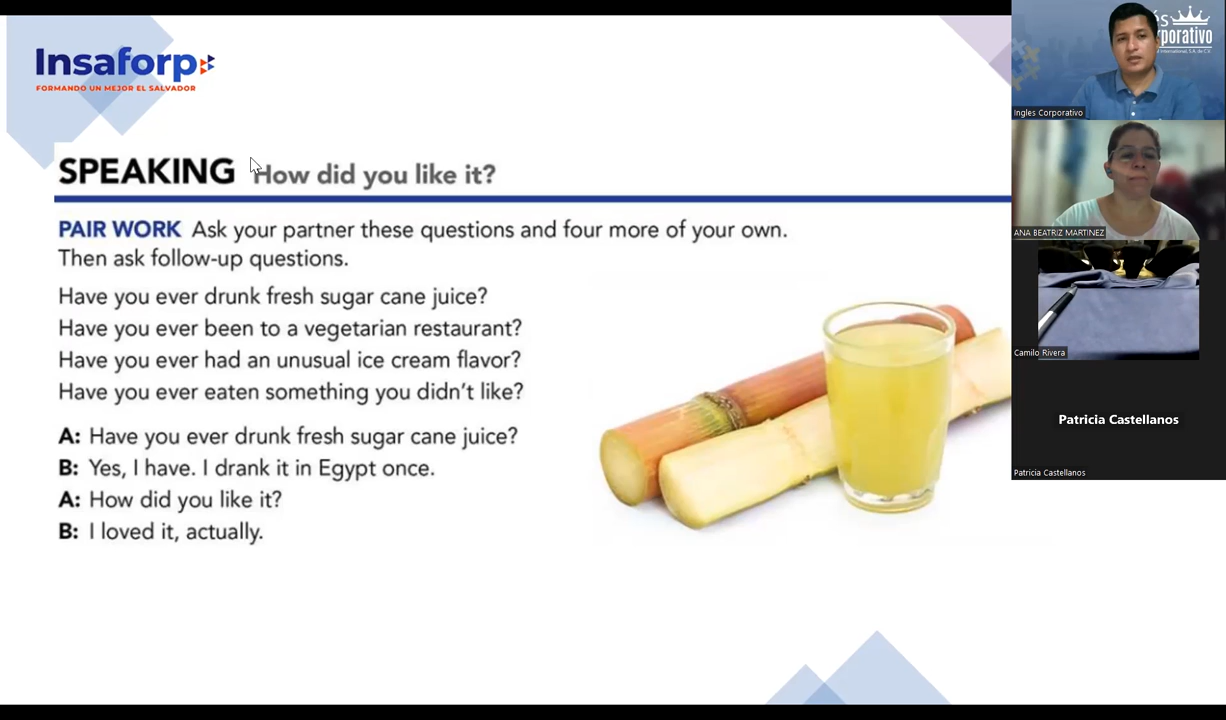 Insaforp
FORMANDO UN MEJOR EL SALVADOR
SPEAKING How did you like it?
PAIR WORK Ask your partner these questions and four more of your own.
Then ask follow-up questions.
Have you ever drunk fresh sugar cane juice?
Have you ever been to a vegetarian restaurant?
Have you ever had an unusual ice cream flavor?
Have you ever eaten something you didn't like?
A: Have you ever drunk fresh sugar cane juice?
B: Yes, I have. I drank it in Egypt once.
A: How did you like it?
B: I loved it, actually.
Ingles Corporativo
ANA BEATRIZ MARTINEZ
Camilo Rivera
Patricia Castellanos
Patricia Castellanos